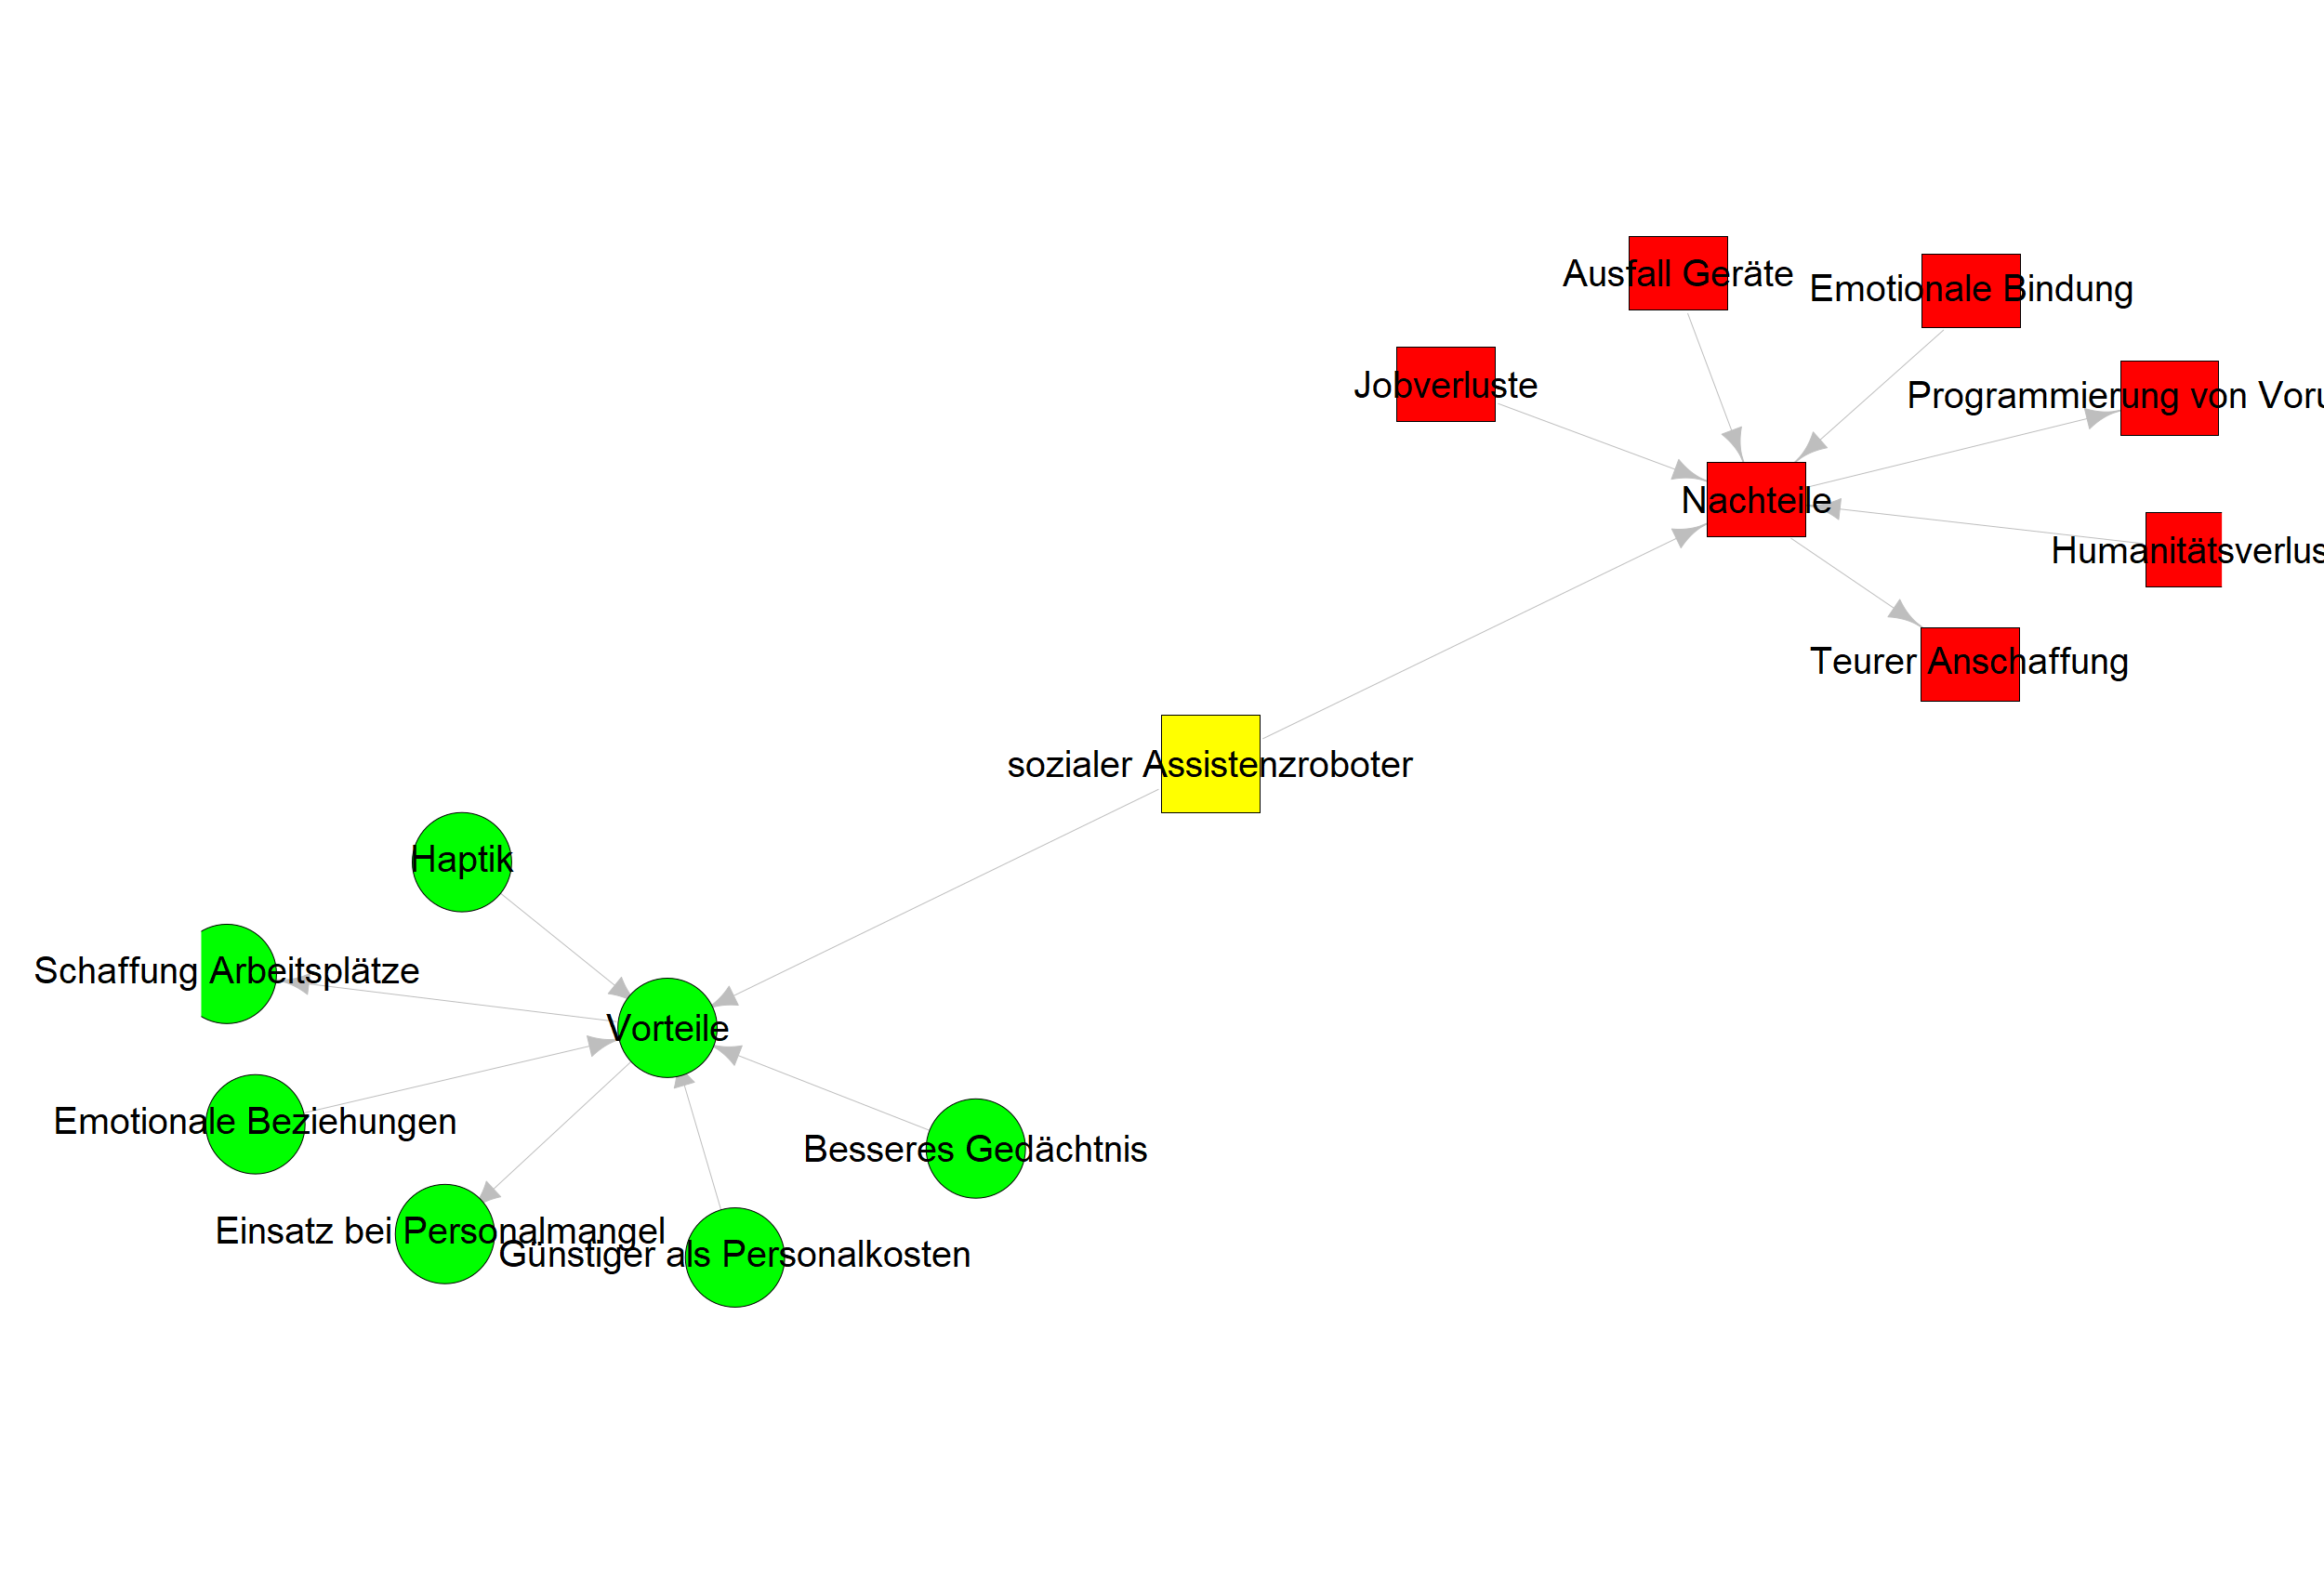 Ausfall Geräte
Emotionale Bindung
Jobverluste
Programmierung von Voru
Nachteile
Humanitätsverlus
Teurer Anschaffung
sozialer Assistenzroboter
Haptik
Schaffung Arbeitsplätze
Vorteile
Emotionale Beziehungen
Besseres Gedächtnis
Einsatz bei Personalmangel
Günstiger als Personalkosten